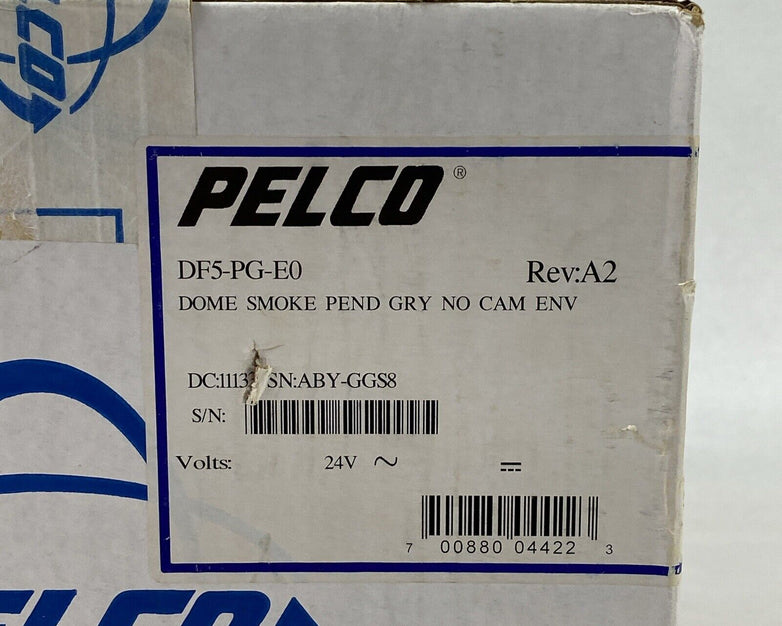 PELCO®
DF5-PG-E0 Rev:A2
DOME SMOKE PEND GRY NO CAM ENV
SN:ABY-GGS8
S/N:
Volts: 24V ~ ⎓
7 00880 04422 3